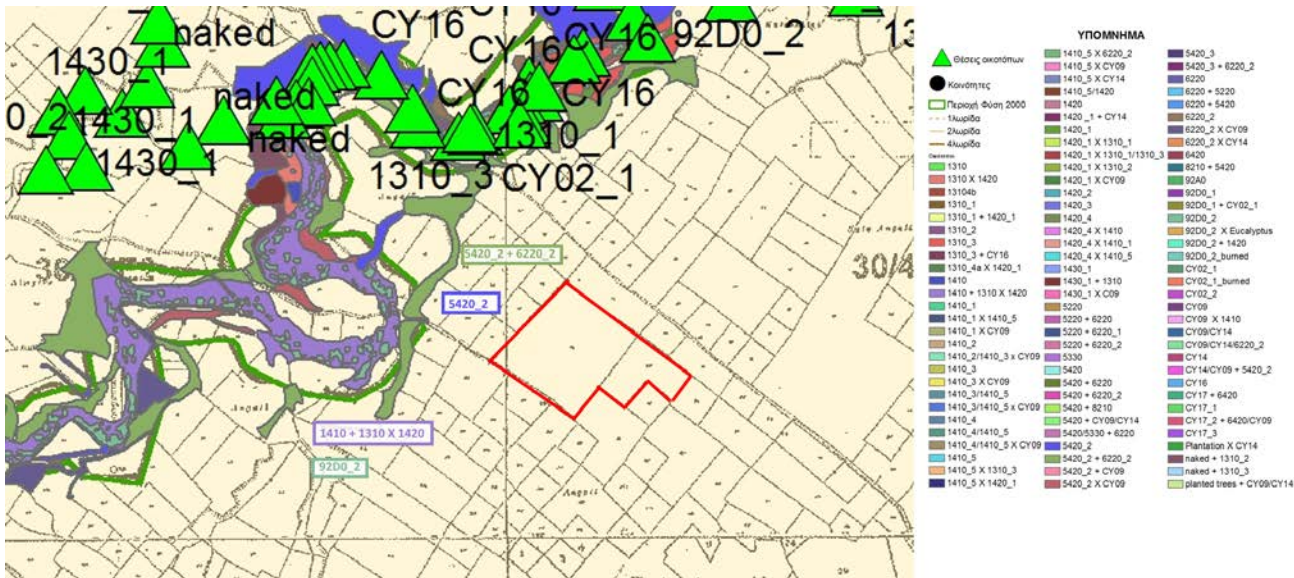 CY16
CY16
naked
CY16
CY16
92D0_2
13
1430_1
naked
CY16
CY16
0_2
1430_1
naked
1310_1
1430_1
1310_3
CY02_1
30/4
5420_2 + 6220_2
5420_2
1410 + 1310 X 1420
92D0_2
ΥΠΟΜΝΗΜΑ
Θέσεις οικοτόπων
Κοινότητες
Περιοχή Φύση 2000
1λωρίδα
2λωρίδα
4λωρίδα
1310
1310 X 1420
13104b
1310_1
1310_1 + 1420_1
1310_2
1310_3
1310_3 + CY16
1310_4a X 1420_1
1410
1410 + 1310 X 1420
1410_1
1410_1 X 1410_5
1410_1 X CY09
1410_2
1410_2/1410_3 x CY09
1410_3
1410_3 X CY09
1410_3/1410_5
1410_3/1410_5 x CY09
1410_4
1410_4/1410_5
1410_4/1410_5 X CY09
1410_5
1410_5 X 1310_3
1410_5 X 1420_1
1410_5 X 6220_2
1410_5 X CY09
1410_5 X CY14
1410_5/1420
1420
1420 _1 + CY14
1420_1
1420_1 X 1310_1
1420_1 X 1310_1/1310_3
1420_1 X 1310_2
1420_1 X CY09
1420_2
1420_3
1420_4
1420_4 X 1410
1420_4 X 1410_1
1420_4 X 1410_5
1430_1
1430_1 + 1310
1430_1 X C09
5220
5220 + 6220
5220 + 6220_1
5220 + 6220_2
5330
5420
5420 + 6220
5420 + 6220_2
5420 + 8210
5420 + CY09/CY14
5420/5330 + 6220
5420_2
5420_2 + 6220_2
5420_2 + CY09
5420_2 X CY09
5420_3
5420_3 + 6220_2
6220
6220 + 5220
6220 + 5420
6220_2
6220_2 X CY09
6220_2 X CY14
6420
8210 + 5420
92A0
92D0_1
92D0_1 + CY02_1
92D0_2
92D0_2 X Eucalyptus
92D0_2 + 1420
92D0_2_burned
CY02_1
CY02_1_burned
CY02_2
CY09
CY09 X 1410
CY09/CY14
CY09/CY14/6220_2
CY14
CY14/CY09 + 5420_2
CY16
CY17 + 6420
CY17_1
CY17_2 + 6420/CY09
CY17_3
Plantation X CY14
naked + 1310_2
naked + 1310_3
planted trees + CY09/CY14